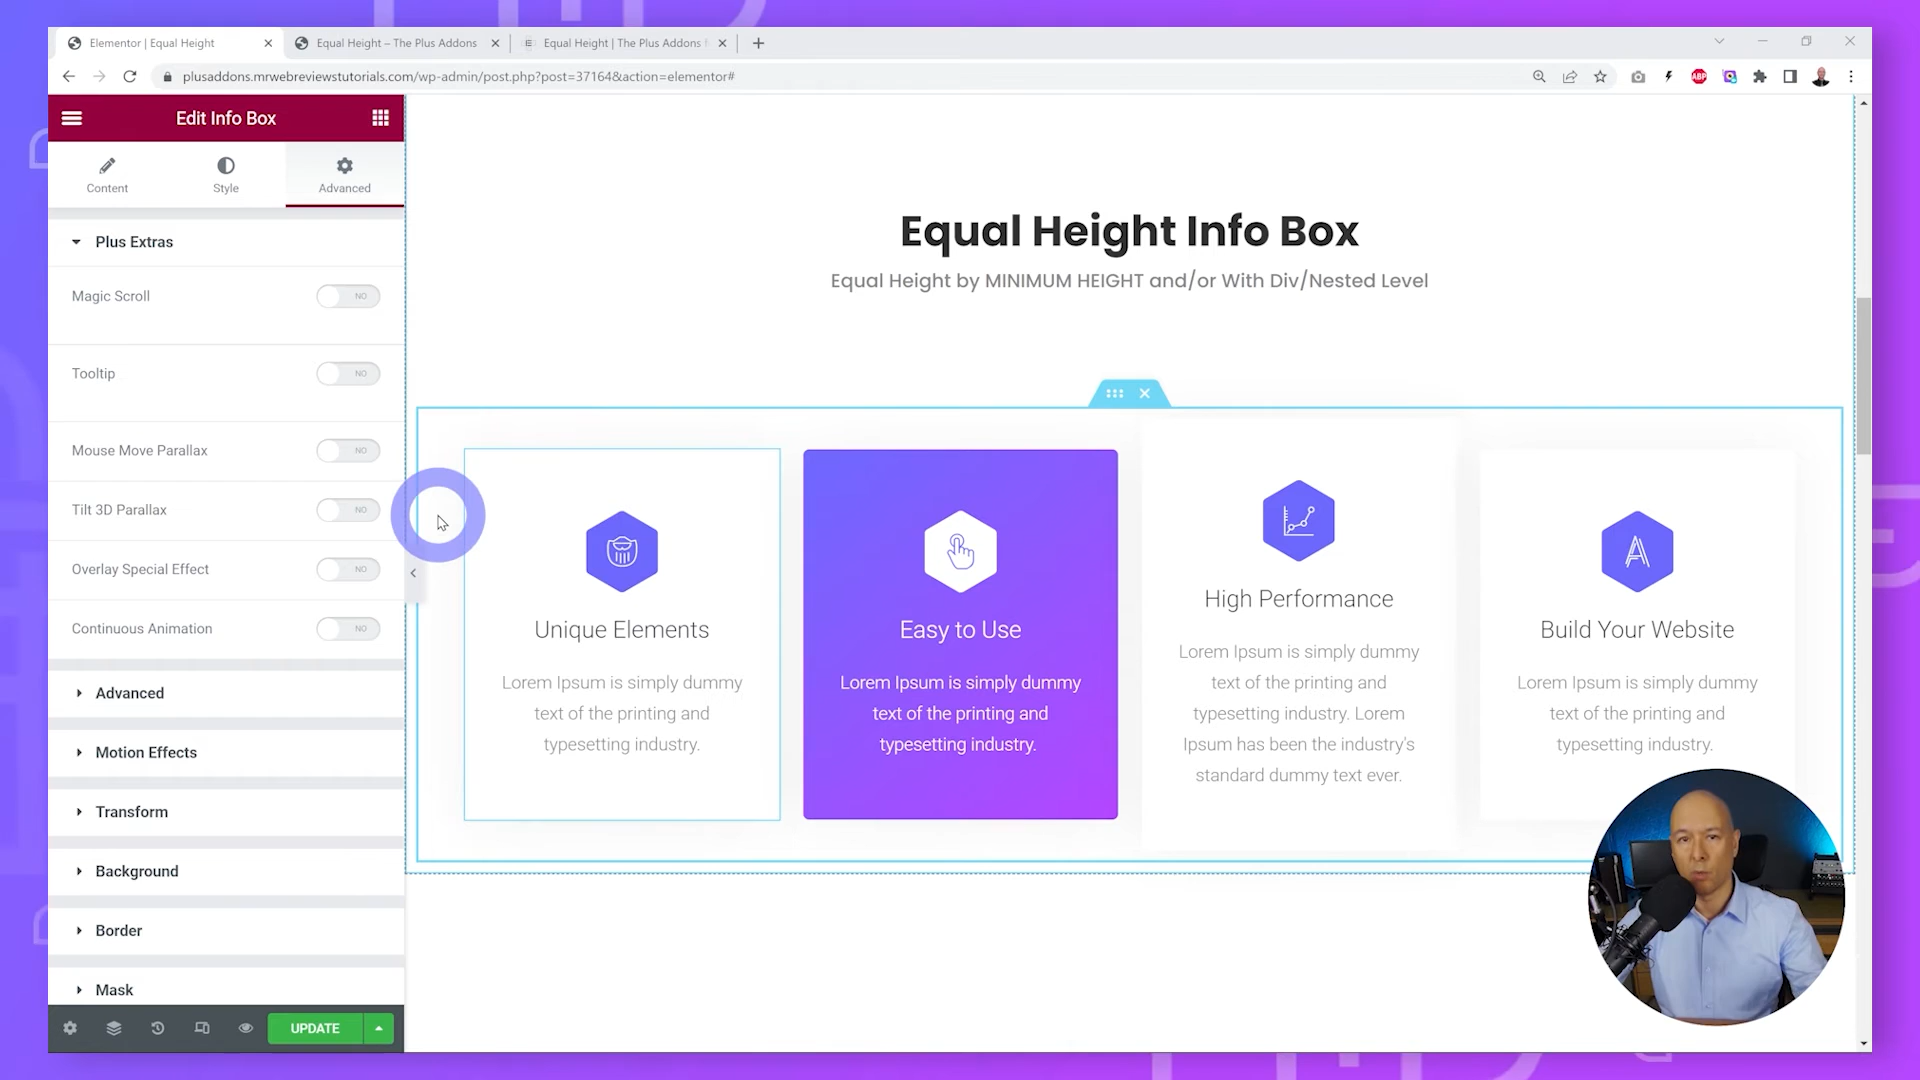 Elementor | Equal Height
Equal Height – The Plus Addons
Equal Height | The Plus Addons
plusaddons.mrwebreviewstutorials.com/wp-admin/post.php?post=37164&action=elementor#
ABP
Edit Info Box
Content
Style
Advanced
Plus Extras
Magic Scroll
NO
Tooltip
NO
Mouse Move Parallax
NO
Tilt 3D Parallax
NO
Overlay Special Effect
NO
Continuous Animation
NO
Advanced
Motion Effects
Transform
Background
Border
Mask
UPDATE
Equal Height Info Box
Equal Height by MINIMUM HEIGHT and/or With Div/Nested Level
Unique Elements
Lorem Ipsum is simply dummy
text of the printing and
typesetting industry.
Easy to Use
Lorem Ipsum is simply dummy
text of the printing and
typesetting industry.
High Performance
Lorem Ipsum is simply dummy
text of the printing and
typesetting industry. Lorem
Ipsum has been the industry's
standard dummy text ever.
Build Your Website
Lorem Ipsum is simply dummy
text of the printing and
typesetting industry.